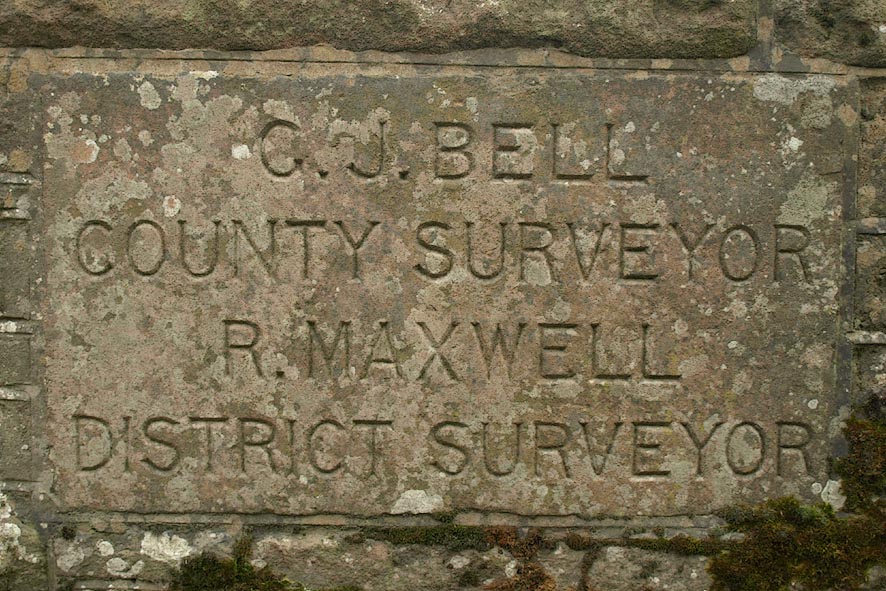 G.J. BELL
COUNTY SURVEYOR
R. MAXWELL
DISTRICT SURVEYOR